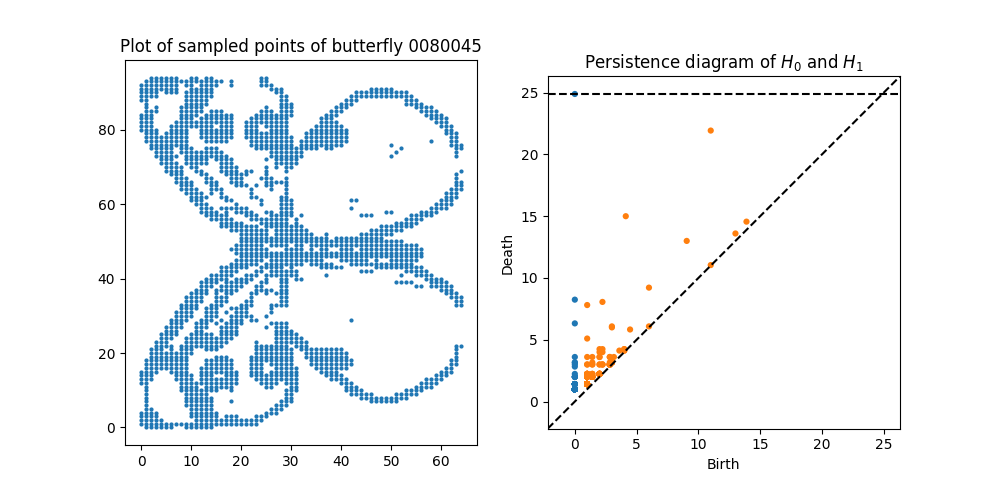 Plot of sampled points of butterfly 0080045
80
60
40
20
0
0 10 20 30 40 50 60
Persistence diagram of H₀ and H₁
25
20
15
10
5
0
Death
0 5 10 15 20 25
Birth